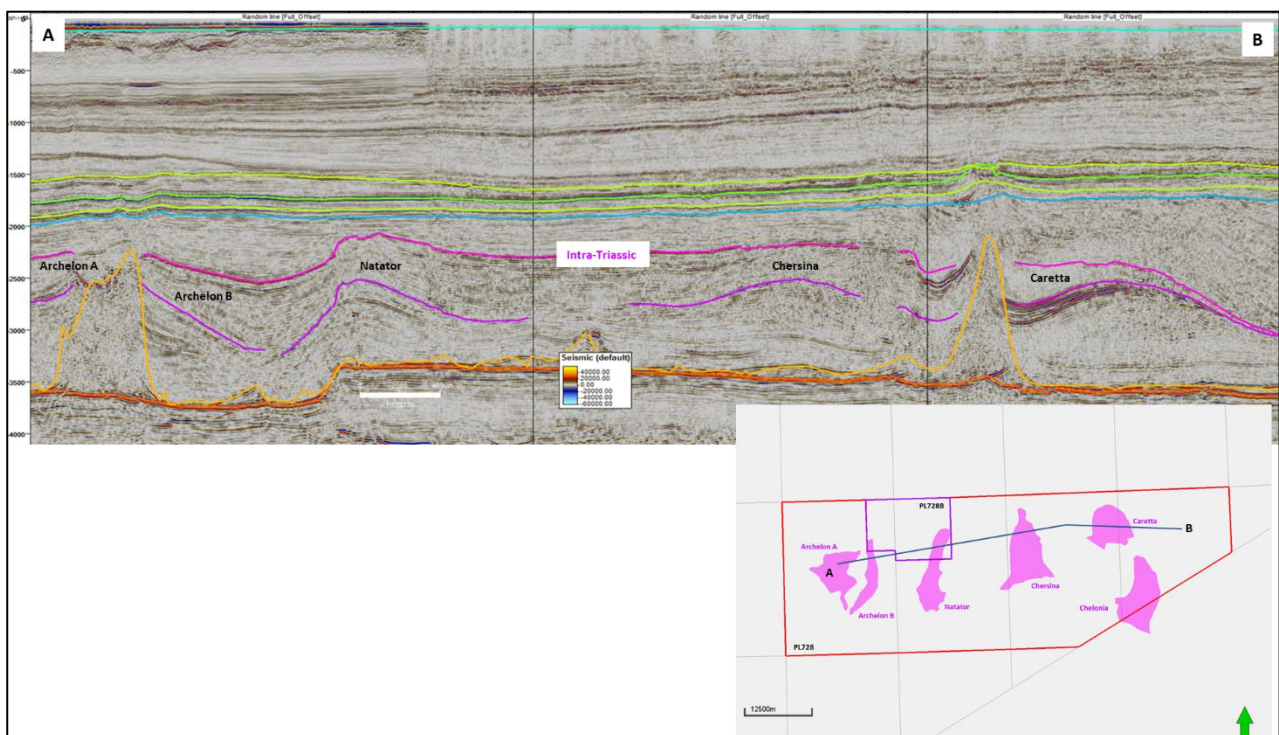 Random line [Full_Offset]
Random line [Full_Offset]
Random line [Full_Offset]
A
B
-500
-1000
-1500
-2000
-2500
-3000
-3500
-4000
Intra-Triassic
Archelon A
Archelon B
Natator
Chersina
Caretta
Seismic (default)
40000.00
20000.00
0.00
-20000.00
-40000.00
-60000.00
PL728B
Caretta
Archelon A
A
B
Chersina
Archelon B
Natator
Chelonia
PL728
12500m